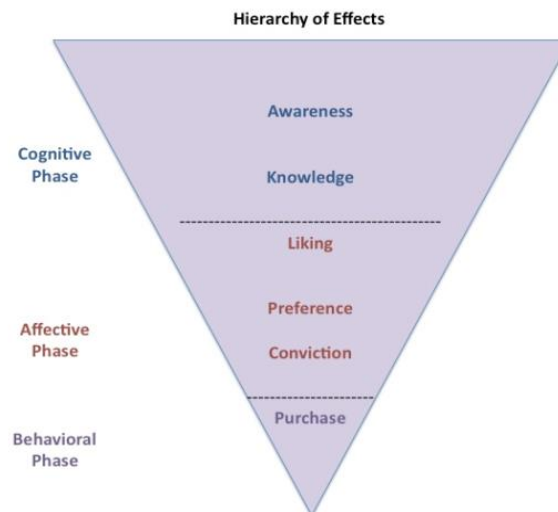 Hierarchy of Effects
Awareness
Cognitive
Phase
Knowledge
Liking
Preference
Affective
Phase
Conviction
Purchase
Behavioral
Phase